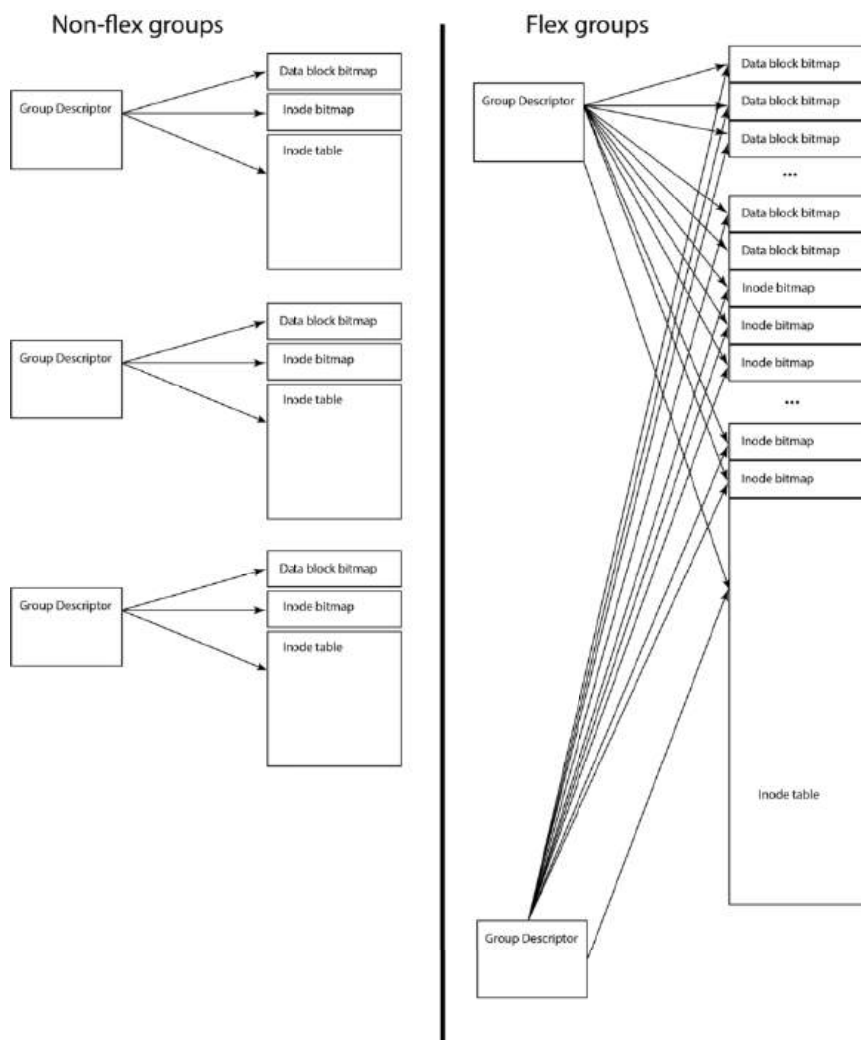 Non-flex groups
Group Descriptor
Data block bitmap
Inode bitmap
Inode table
Group Descriptor
Data block bitmap
Inode bitmap
Inode table
Group Descriptor
Data block bitmap
Inode bitmap
Inode table
Flex groups
Group Descriptor
Data block bitmap
Data block bitmap
Data block bitmap
...
Data block bitmap
Data block bitmap
Inode bitmap
Inode bitmap
Inode bitmap
...
Inode bitmap
Inode bitmap
Inode table
Group Descriptor